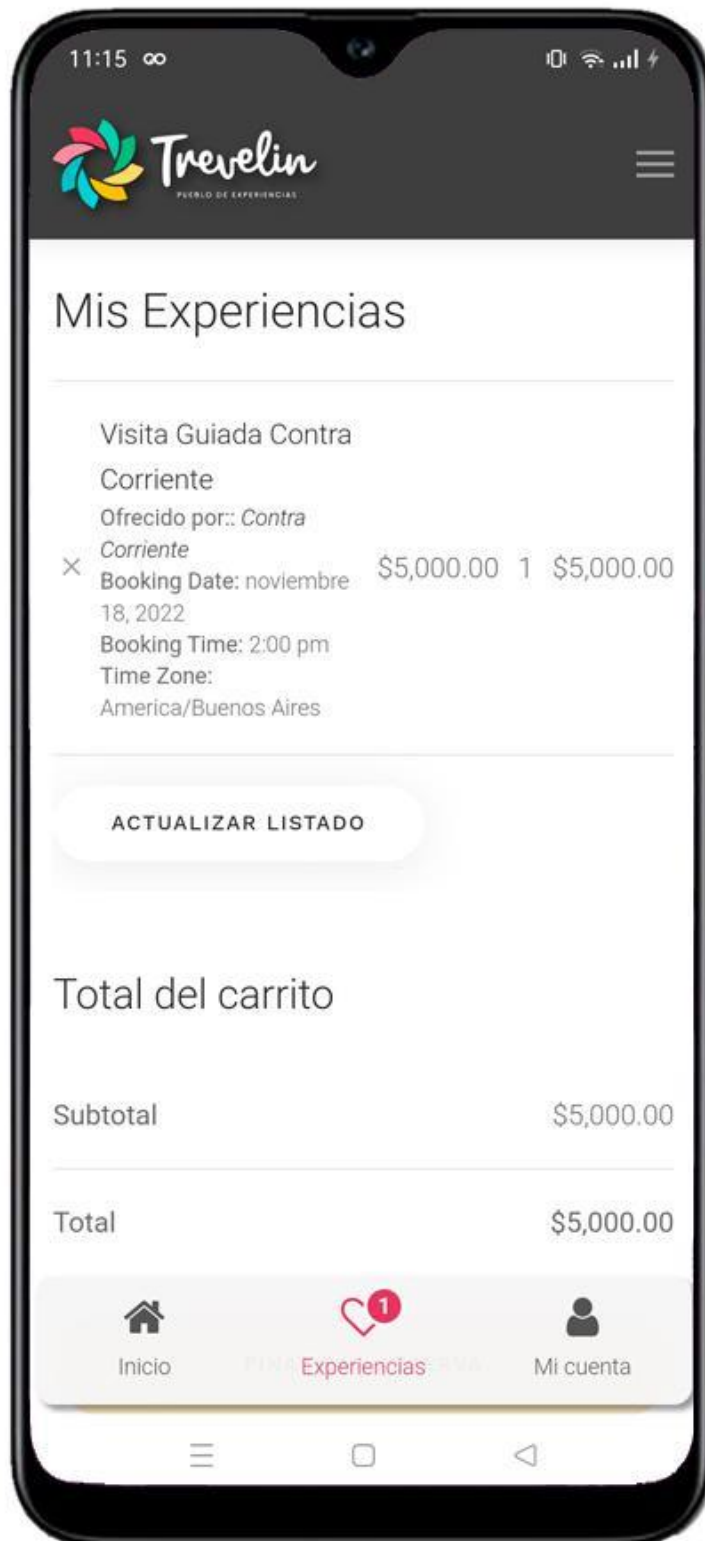 11:15
Trevelin
PUEBLO DE EXPERIENCIAS
Mis Experiencias
Visita Guiada Contra
Corriente
Ofrecido por:: Contra
Corriente
Booking Date: noviembre
18, 2022
Booking Time: 2:00 pm
Time Zone:
America/Buenos Aires
× $5,000.00 1 $5,000.00
ACTUALIZAR LISTADO
Total del carrito
Subtotal $5,000.00
Total $5,000.00
1
Inicio Experiencias Mi cuenta